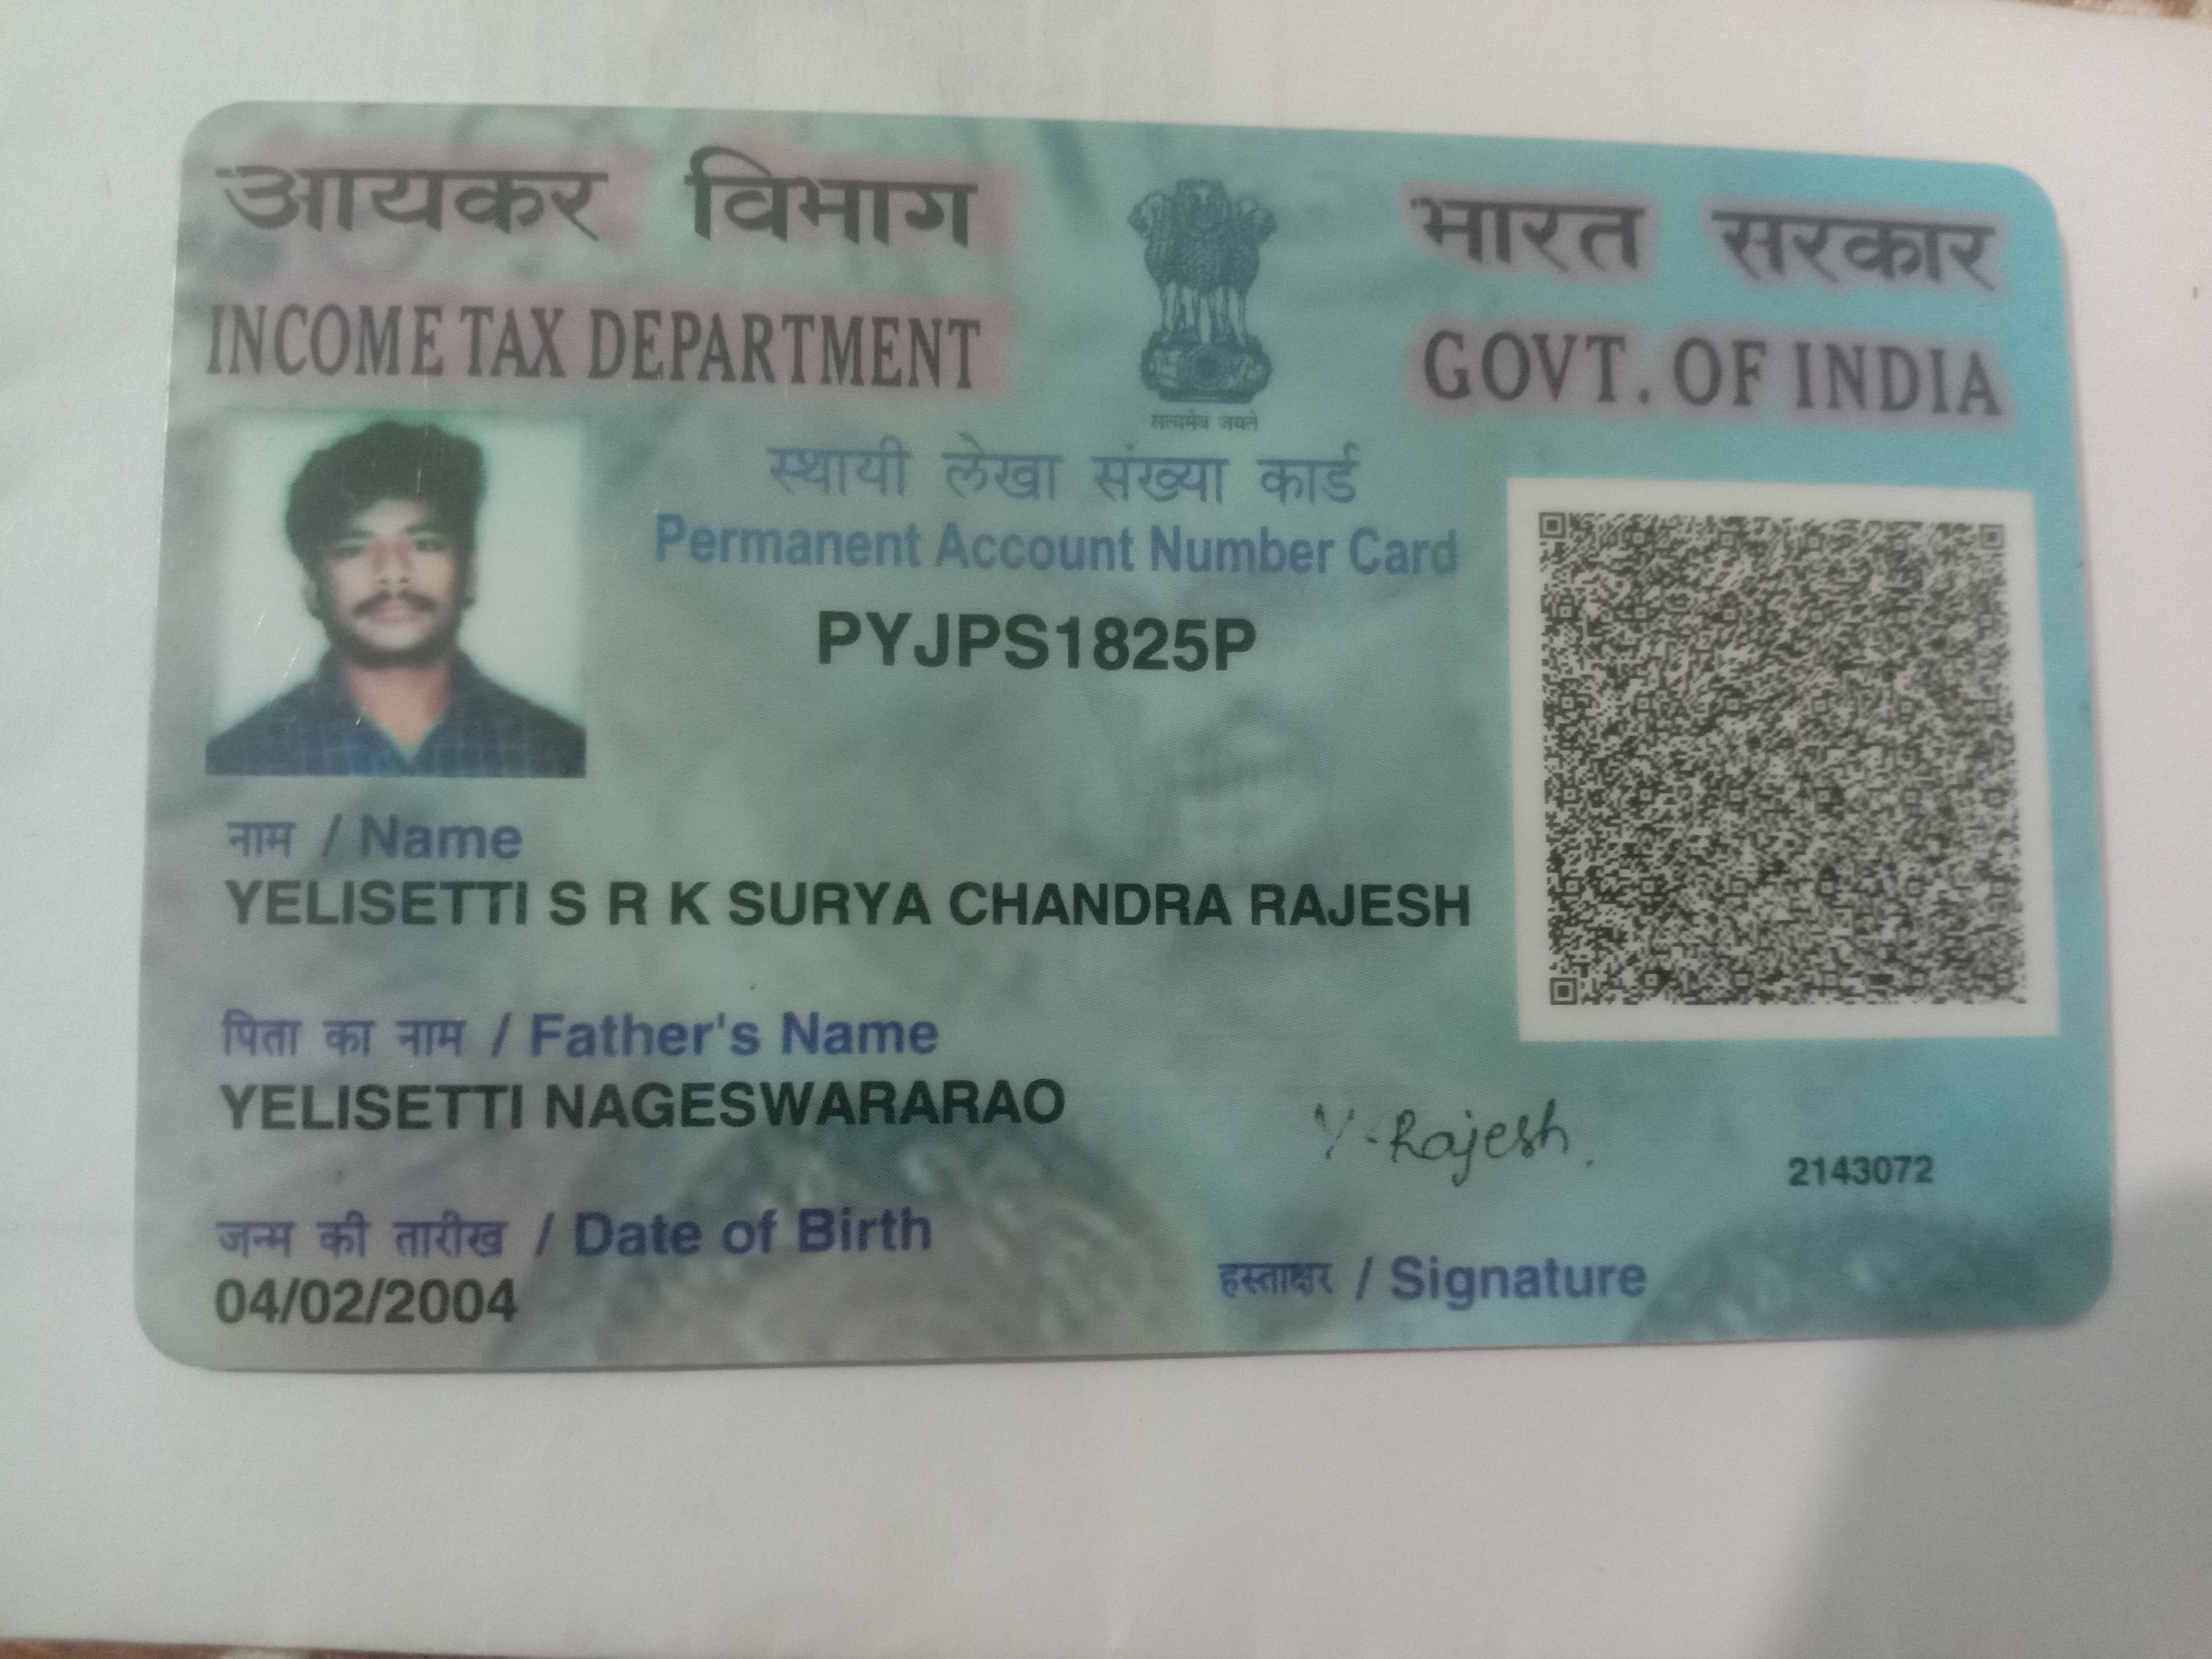 आयकर विभाग
INCOME TAX DEPARTMENT
सत्यमेव जयते
भारत सरकार
GOVT. OF INDIA
स्थायी लेखा संख्या कार्ड
Permanent Account Number Card
PYJPS1825P
नाम / Name
YELISETTI S R K SURYA CHANDRA RAJESH
पिता का नाम / Father's Name
YELISETTI NAGESWARARAO
जन्म की तारीख / Date of Birth
04/02/2004
Y.Rajesh.
हस्ताक्षर / Signature
2143072